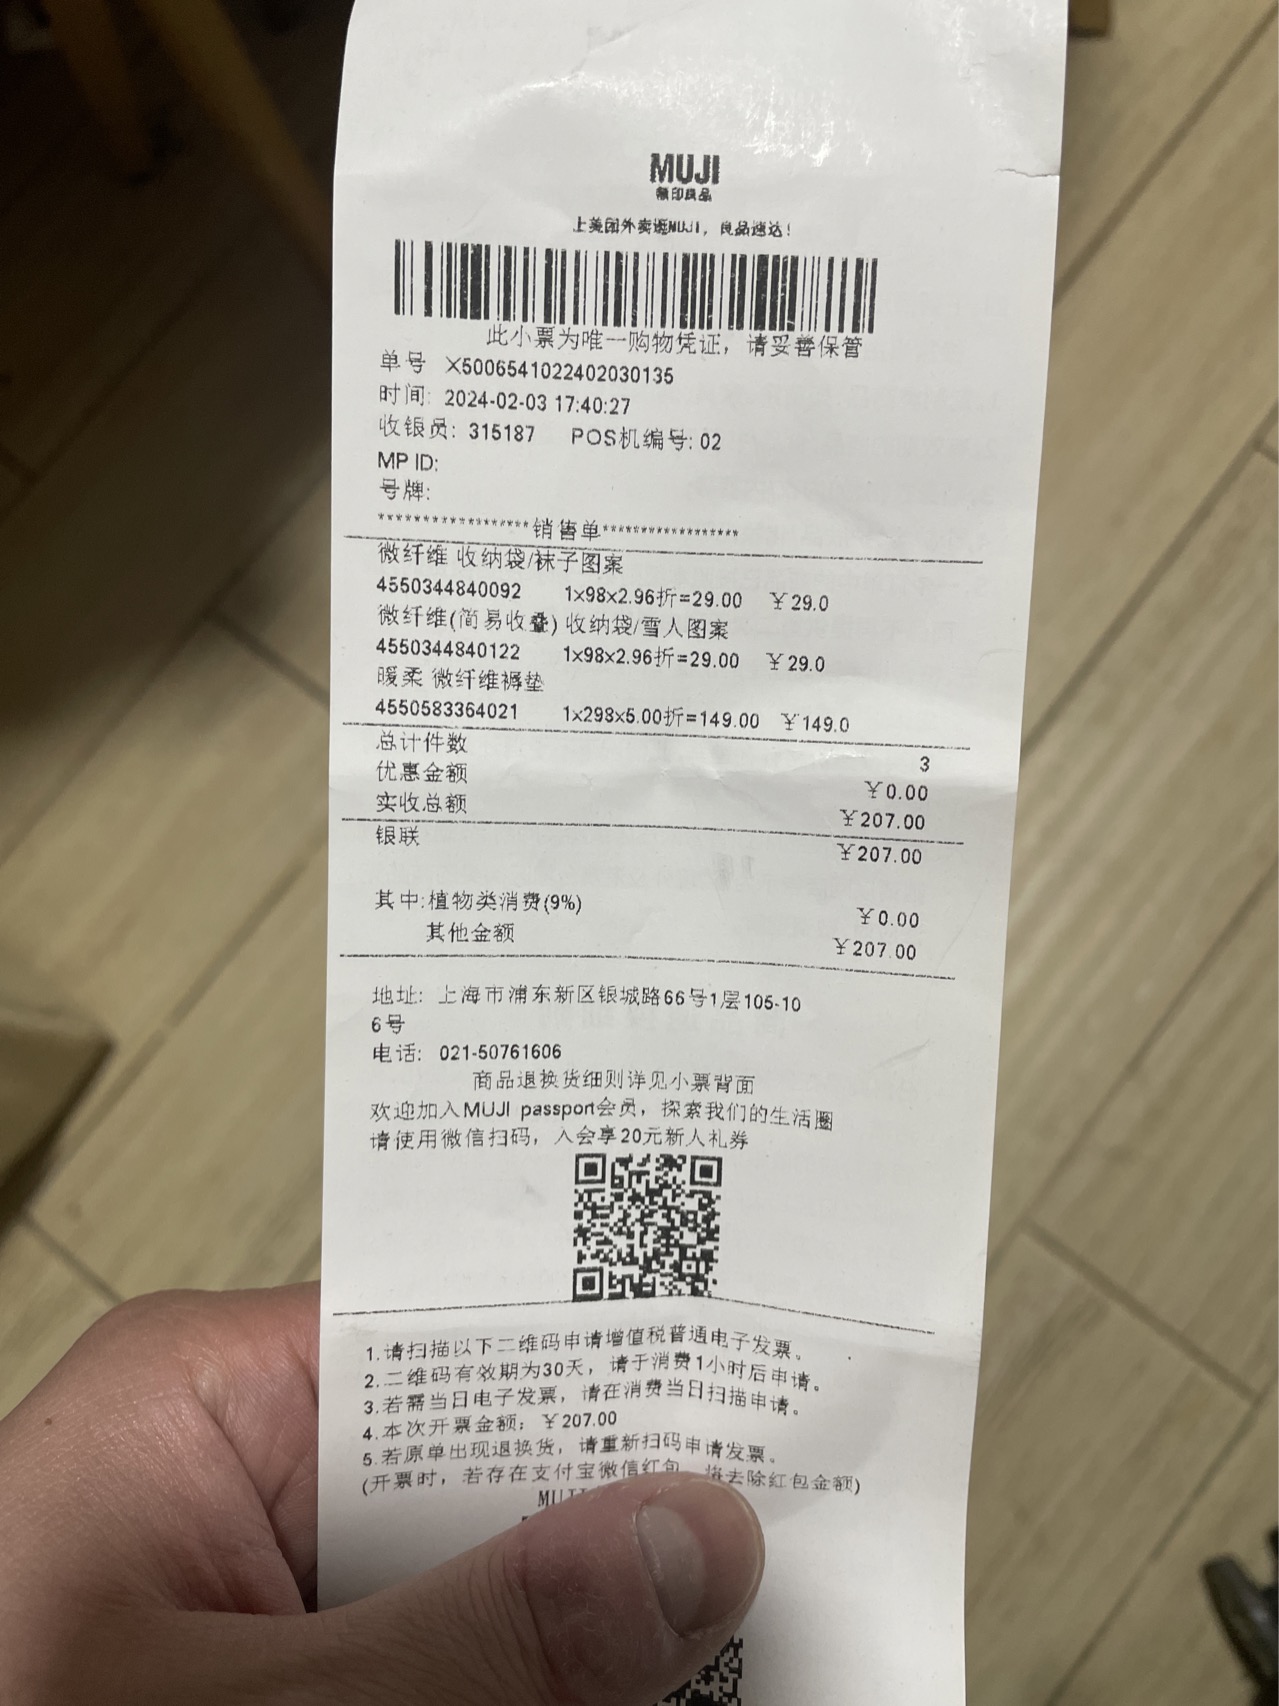 MUJI
無印良品
上美团外卖逛MUJI，良品速达！
此小票为唯一购物凭证，请妥善保管
单号 X5006541022402030135
时间: 2024-02-03 17:40:27
收银员: 315187 POS机编号: 02
MP ID:
号牌:
******************销售单*****************
微纤维 收纳袋/袜子图案
4550344840092 1x98x2.96折=29.00 ￥29.0
微纤维(简易收叠) 收纳袋/雪人图案
4550344840122 1x98x2.96折=29.00 ￥29.0
暖柔 微纤维褥垫
4550583364021 1x298x5.00折=149.00 ￥149.0
总计件数 3
优惠金额 ￥0.00
实收总额 ￥207.00
银联 ￥207.00
其中:植物类消费(9%) ￥0.00
其他金额 ￥207.00
地址: 上海市浦东新区银城路66号1层105-10
6号
电话: 021-50761606
商品退换货细则详见小票背面
欢迎加入MUJI passport会员，探索我们的生活圈
请使用微信扫码，入会享20元新人礼券
1.请扫描以下二维码申请增值税普通电子发票。
2.二维码有效期为30天，请于消费1小时后申请。
3.若需当日电子发票，请在消费当日扫描申请。
4.本次开票金额: ￥207.00
5.若原单出现退换货，请重新扫码申请发票。
(开票时，若存在支付宝微信红包，将去除红包金额)